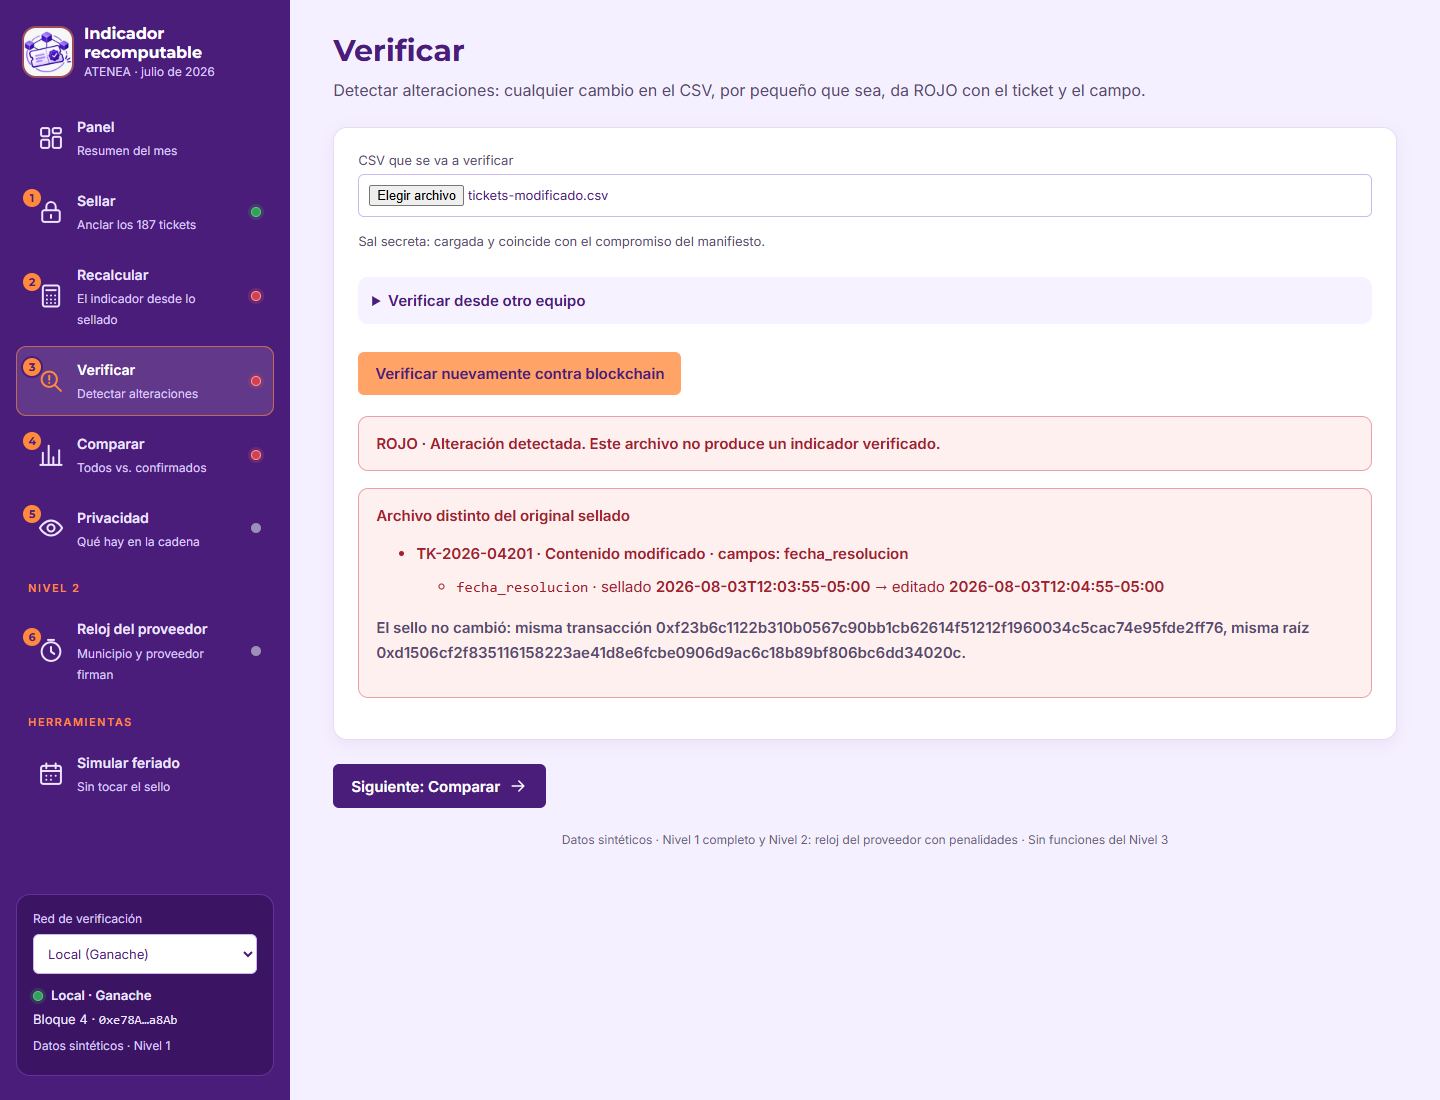 Indicador
recomputable
ATENEA · julio de 2026
Panel
Resumen del mes
1
Sellar
Anclar los 187 tickets
2
Recalcular
El indicador desde lo
sellado
3
Verificar
Detectar alteraciones
4
Comparar
Todos vs. confirmados
5
Privacidad
Qué hay en la cadena
NIVEL 2
6
Reloj del proveedor
Municipio y proveedor
firman
HERRAMIENTAS
Simular feriado
Sin tocar el sello
Red de verificación
Local (Ganache)
Local · Ganache
Bloque 4 · 0xe78A…a8Ab
Datos sintéticos · Nivel 1
Verificar
Detectar alteraciones: cualquier cambio en el CSV, por pequeño que sea, da ROJO con el ticket y el campo.
CSV que se va a verificar
Elegir archivo tickets-modificado.csv
Sal secreta: cargada y coincide con el compromiso del manifiesto.
Verificar desde otro equipo
Verificar nuevamente contra blockchain
ROJO · Alteración detectada. Este archivo no produce un indicador verificado.
Archivo distinto del original sellado
TK-2026-04201 · Contenido modificado · campos: fecha_resolucion
fecha_resolucion · sellado 2026-08-03T12:03:55-05:00 → editado 2026-08-03T12:04:55-05:00
El sello no cambió: misma transacción 0xf23b6c1122b310b0567c90bb1cb62614f51212f1960034c5cac74e95fde2ff76, misma raíz
0xd1506cf2f835116158223ae41d8e6fcbe0906d9ac6c18b89bf806bc6dd34020c.
Siguiente: Comparar →
Datos sintéticos · Nivel 1 completo y Nivel 2: reloj del proveedor con penalidades · Sin funciones del Nivel 3